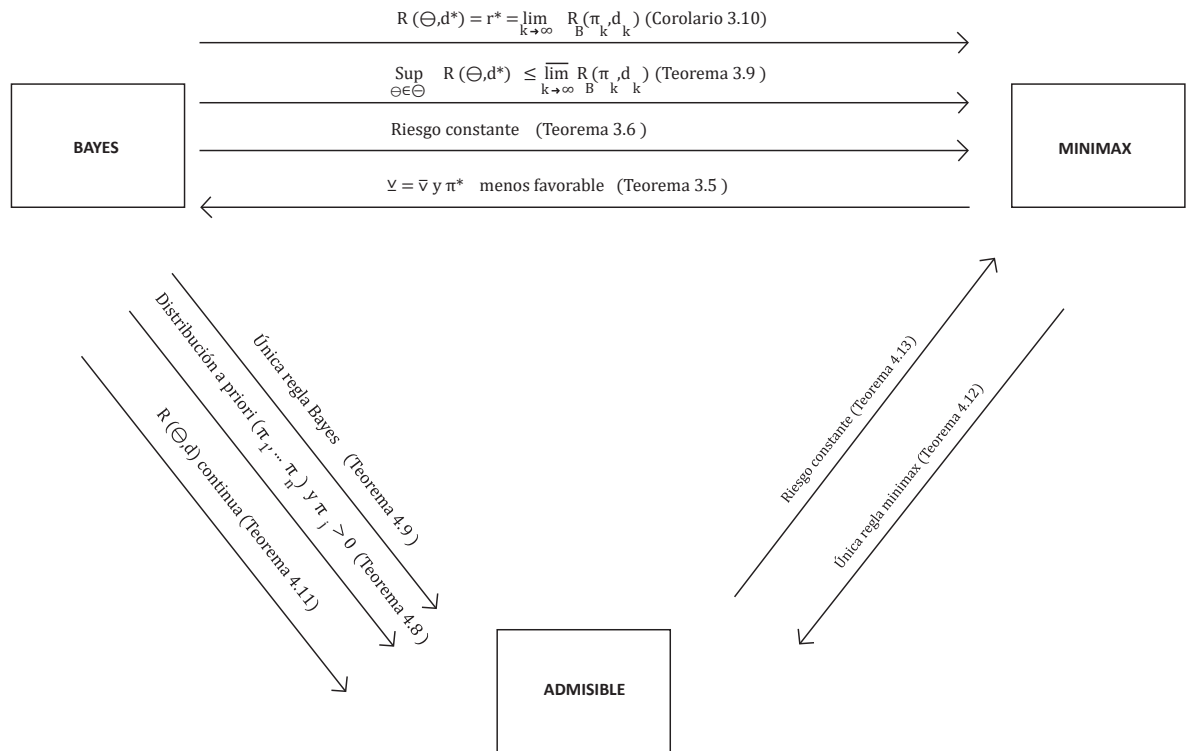 R (Θ,d*) = r* = lim k→∞ R_B(π_k,d_k) (Corolario 3.10)
Sup θ∈Θ R (Θ,d*) ≤ lim̅ k→∞ R_B(π_k,d_k) (Teorema 3.9 )
Riesgo constante (Teorema 3.6 )
v̲ = v̅ y π* menos favorable (Teorema 3.5 )
BAYES
MINIMAX
Única regla Bayes (Teorema 4.9 )
Distribución a priori (π_1, ... π_n) y π_j > 0 (Teorema 4.8 )
R (Θ,d) continua (Teorema 4.11)
Riesgo constante (Teorema 4.13)
Única regla minimax (Teorema 4.12)
ADMISIBLE